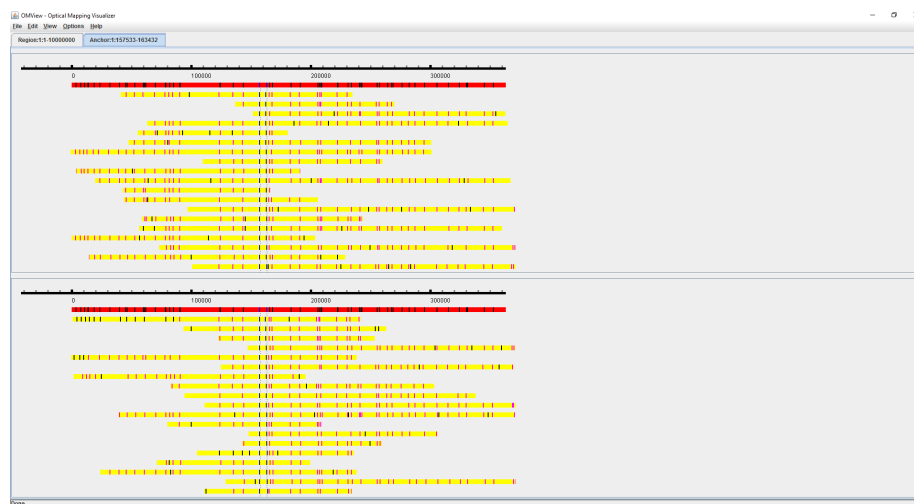 OMView - Optical Mapping Visualizer
File Edit View Options Help
Region:1:1-10000000 Anchor:1:157533-163432
0 100000 200000 300000
0 100000 200000 300000
Done